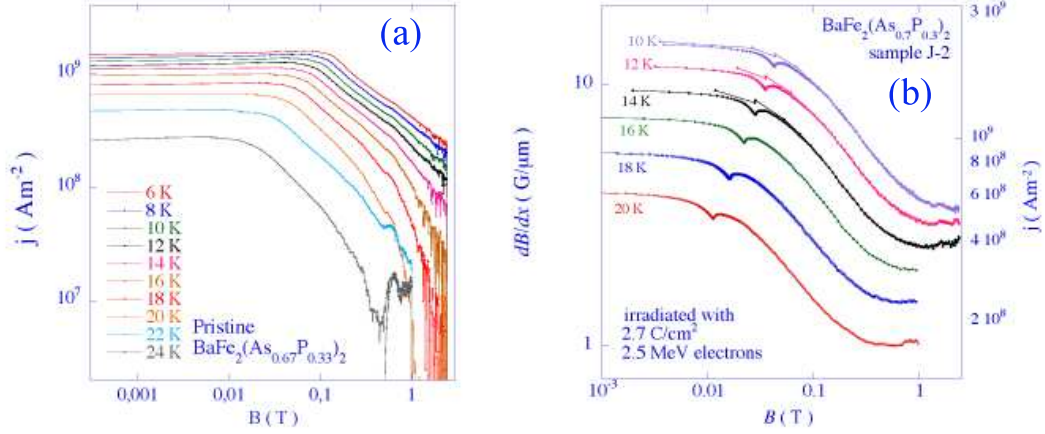 (a)
10⁹
10⁸
10⁷
j ( Am⁻²)
6 K
8 K
10 K
12 K
14 K
16 K
18 K
20 K
22 K
24 K
Pristine
BaFe₂(As₀.₆₇P₀.₃₃)₂
0,001
0,01
0,1
1
B ( T )
BaFe₂(As₀.₇P₀.₃)₂
sample J-2
(b)
10 K
12 K
14 K
16 K
18 K
20 K
irradiated with
2.7 C/cm²
2.5 MeV electrons
10
1
dB/dx ( G/μm)
10⁻³
0.01
0.1
1
B ( T )
3 10⁹
10⁹
8 10⁸
6 10⁸
4 10⁸
2 10⁸
j ( Am⁻²)